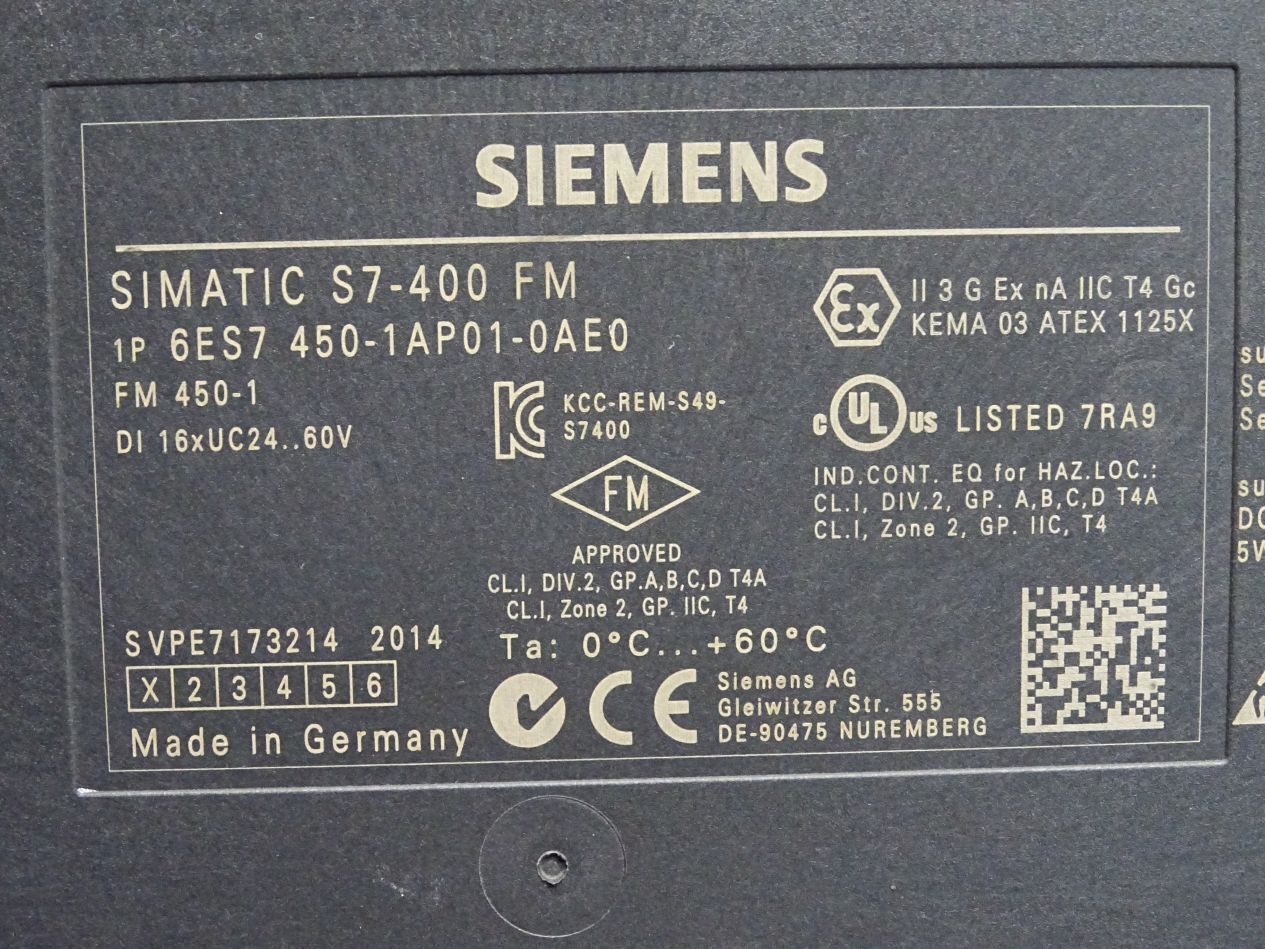 SIEMENS
SIMATIC S7-400 FM
1P 6ES7 450-1AP01-0AE0
FM 450-1
DI 16xUC24..60V
KCC-REM-S49-
S7400
Ex
II 3 G Ex nA IIC T4 Gc
KEMA 03 ATEX 1125X
c UL US LISTED 7RA9
IND.CONT. EQ for HAZ.LOC.:
CL.I, DIV.2, GP. A,B,C,D T4A
CL.I, Zone 2, GP. IIC, T4
FM
APPROVED
CL.I, DIV.2, GP.A,B,C,D T4A
CL.I, Zone 2, GP. IIC, T4
Ta: 0°C...+60°C
SVPE7173214 2014
X 2 3 4 5 6
Made in Germany
CE
Siemens AG
Gleiwitzer Str. 555
DE-90475 NUREMBERG